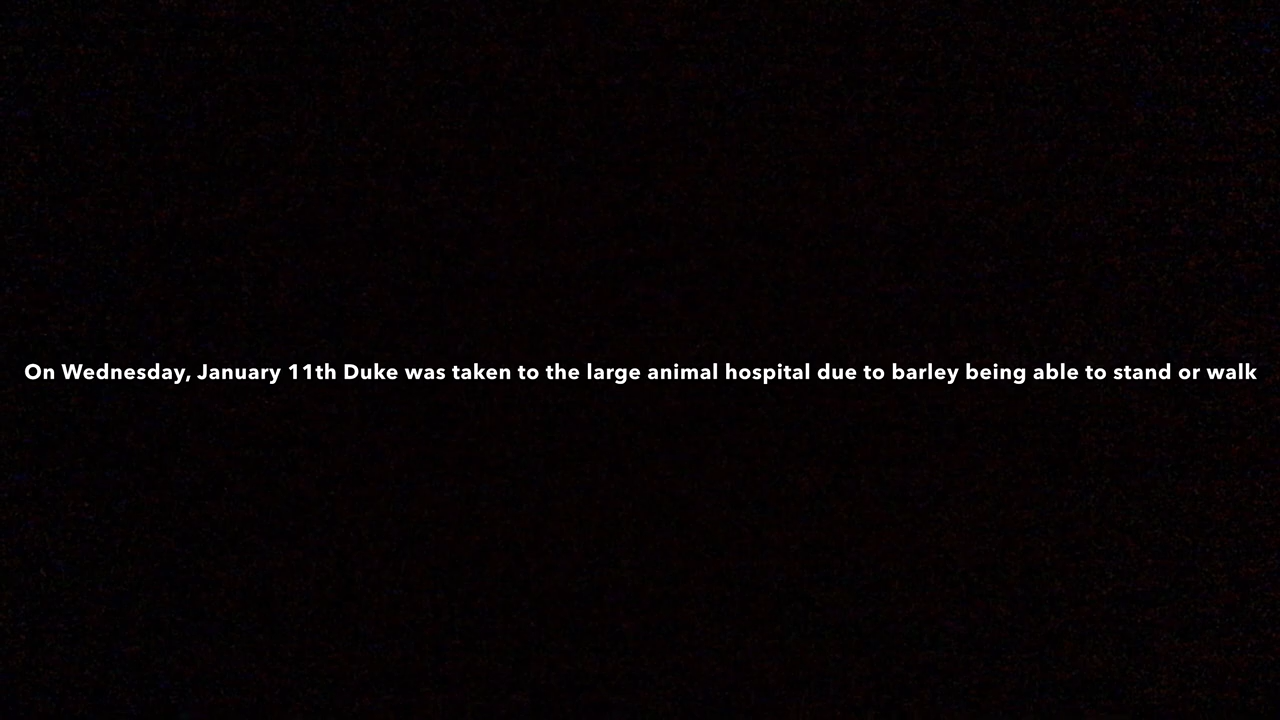 On Wednesday, January 11th Duke was taken to the large animal hospital due to barley being able to stand or walk